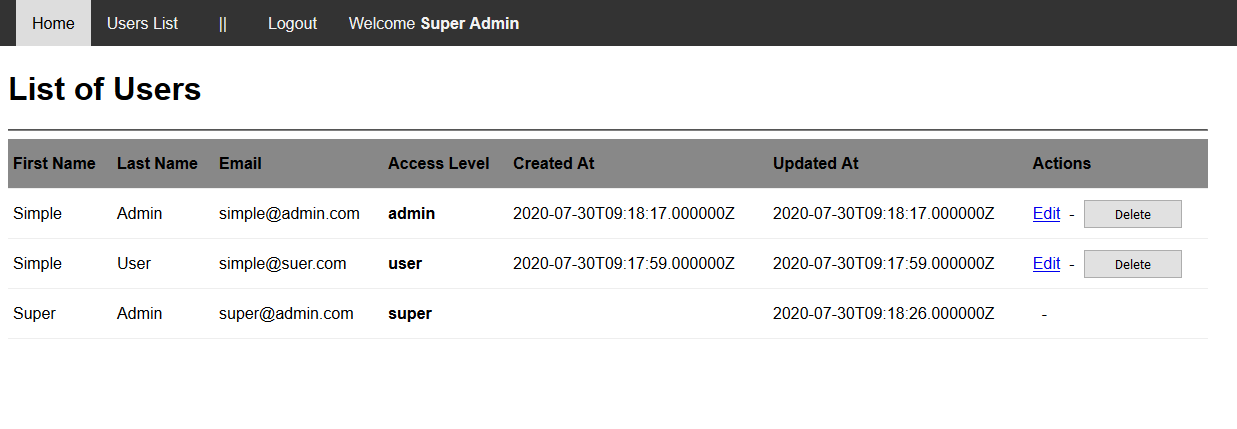 Home Users List || Logout Welcome Super Admin
List of Users
First Name Last Name Email Access Level Created At Updated At Actions
Simple Admin simple@admin.com admin 2020-07-30T09:18:17.000000Z 2020-07-30T09:18:17.000000Z Edit - Delete
Simple User simple@suer.com user 2020-07-30T09:17:59.000000Z 2020-07-30T09:17:59.000000Z Edit - Delete
Super Admin super@admin.com super 2020-07-30T09:18:26.000000Z -